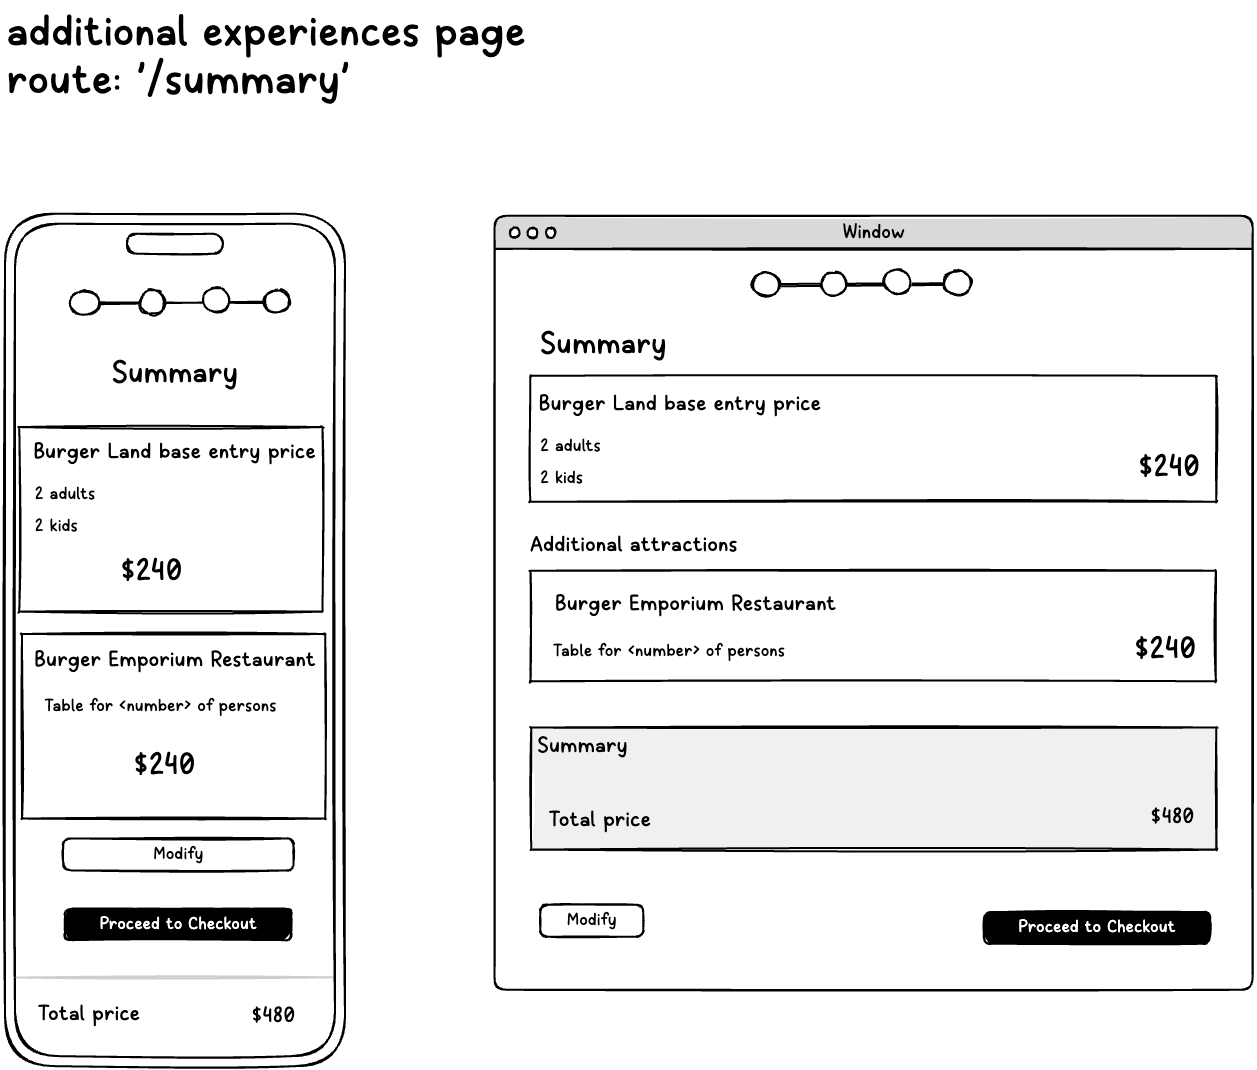 additional experiences page
route: '/summary'
Summary
Burger Land base entry price
2 adults
2 kids
$240
Burger Emporium Restaurant
Table for <number> of persons
$240
Modify
Proceed to Checkout
Total price $480
Window
Summary
Burger Land base entry price
2 adults
2 kids
$240
Additional attractions
Burger Emporium Restaurant
Table for <number> of persons
$240
Summary
Total price $480
Modify
Proceed to Checkout